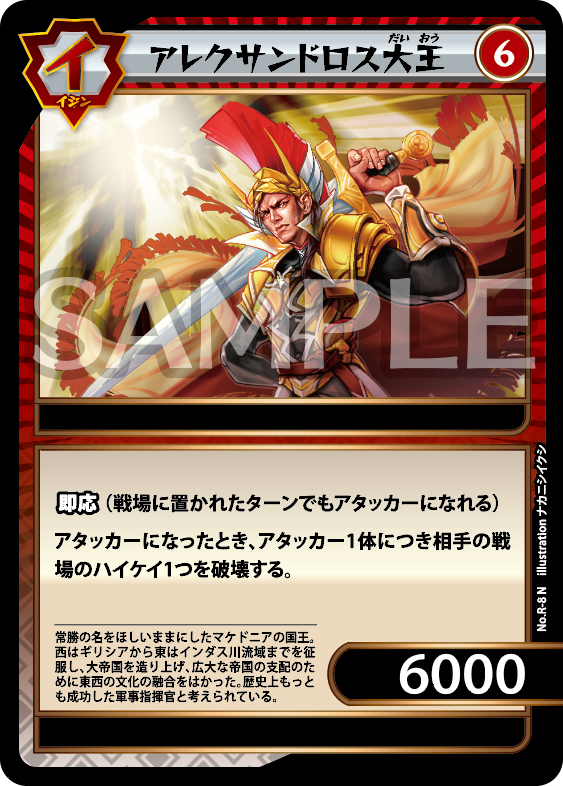 イ
イジン
だい おう
アレクサンドロス大王
6
SAMPLE
即応（戦場に置かれたターンでもアタッカーになれる）
アタッカーになったとき、アタッカー1体につき相手の戦
場のハイケイ1つを破壊する。
常勝の名をほしいままにしたマケドニアの国王。
西はギリシアから東はインダス川流域までを征
服し、大帝国を造り上げ、広大な帝国の支配のた
めに東西の文化の融合をはかった。歴史上もっと
も成功した軍事指揮官と考えられている。
6000
No.R-8 N illustration ナカニシイクシ